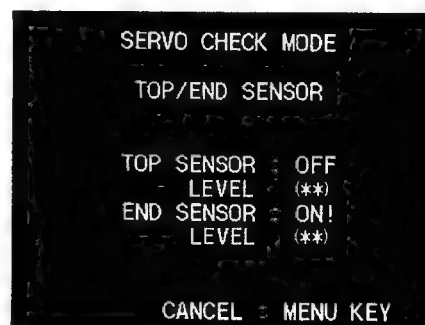 SERVO CHECK MODE
TOP/END SENSOR
TOP SENSOR : OFF
- LEVEL (**)
END SENSOR : ON!
- LEVEL (**)
CANCEL : MENU KEY